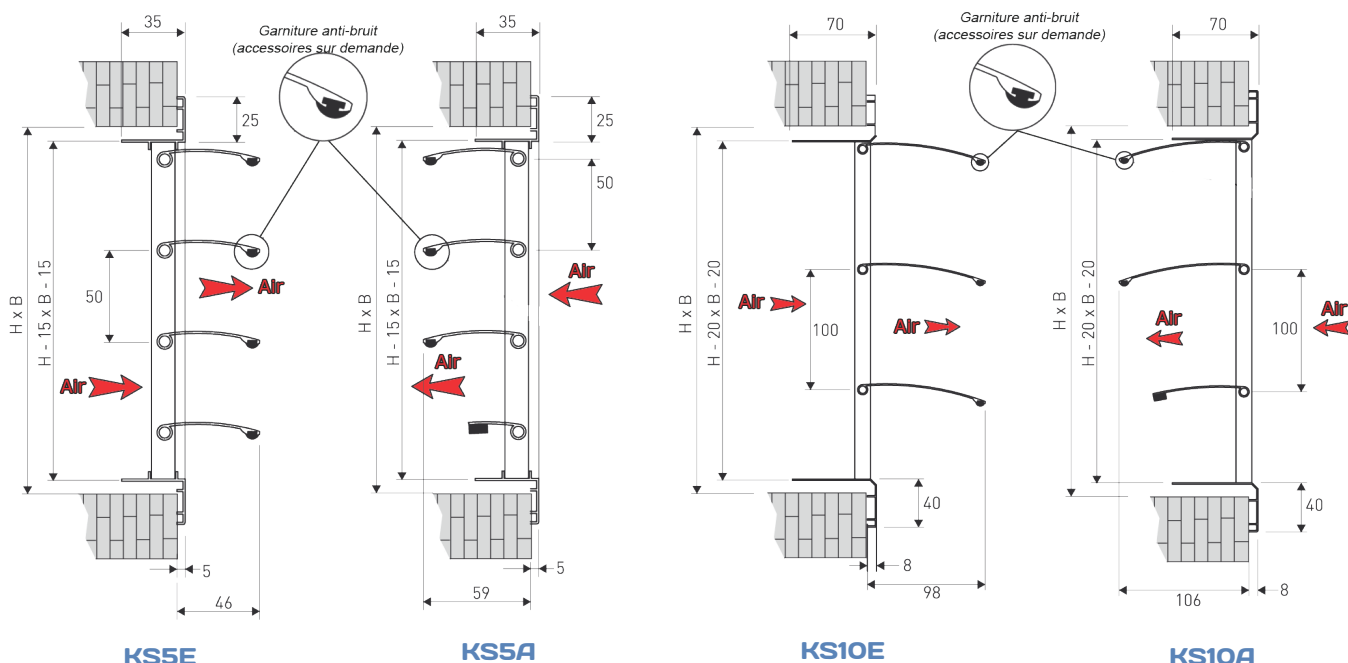 35
Garniture anti-bruit
(accessoires sur demande)
35
70
Garniture anti-bruit
(accessoires sur demande)
70
25
25
50
H x B
H - 15 x B - 15
50
Air
Air
H x B
H - 15 x B - 15
Air
Air
H x B
H - 20 x B - 20
Air
100
Air
H x B
H - 20 x B - 20
Air
100
Air
40
40
5
46
5
59
8
98
8
106
KS5E
KS5A
KS10E
KS10A